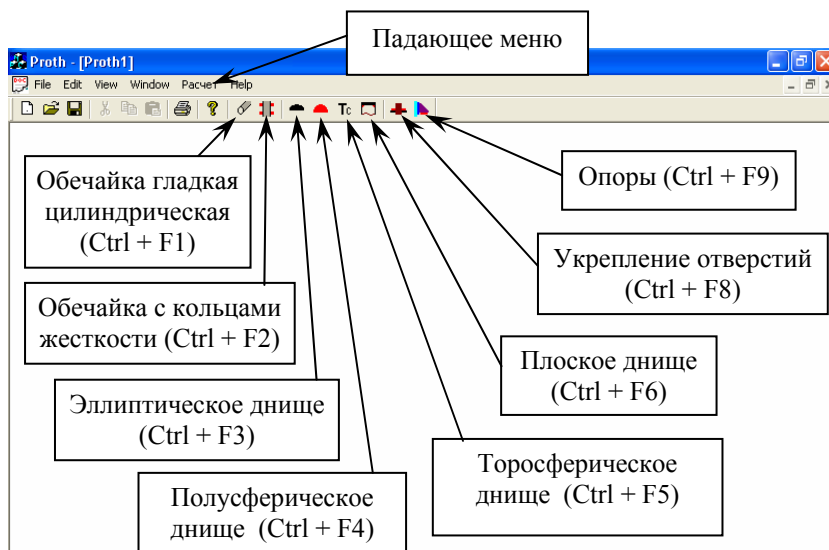 Падающее меню
Proth - [Proth1]
File Edit View Window Расчет Help
Tc
Обечайка гладкая
цилиндрическая
(Ctrl + F1)
Опоры (Ctrl + F9)
Укрепление отверстий
(Ctrl + F8)
Обечайка с кольцами
жесткости (Ctrl + F2)
Плоское днище
(Ctrl + F6)
Эллиптическое днище
(Ctrl + F3)
Торосферическое
днище (Ctrl + F5)
Полусферическое
днище (Ctrl + F4)